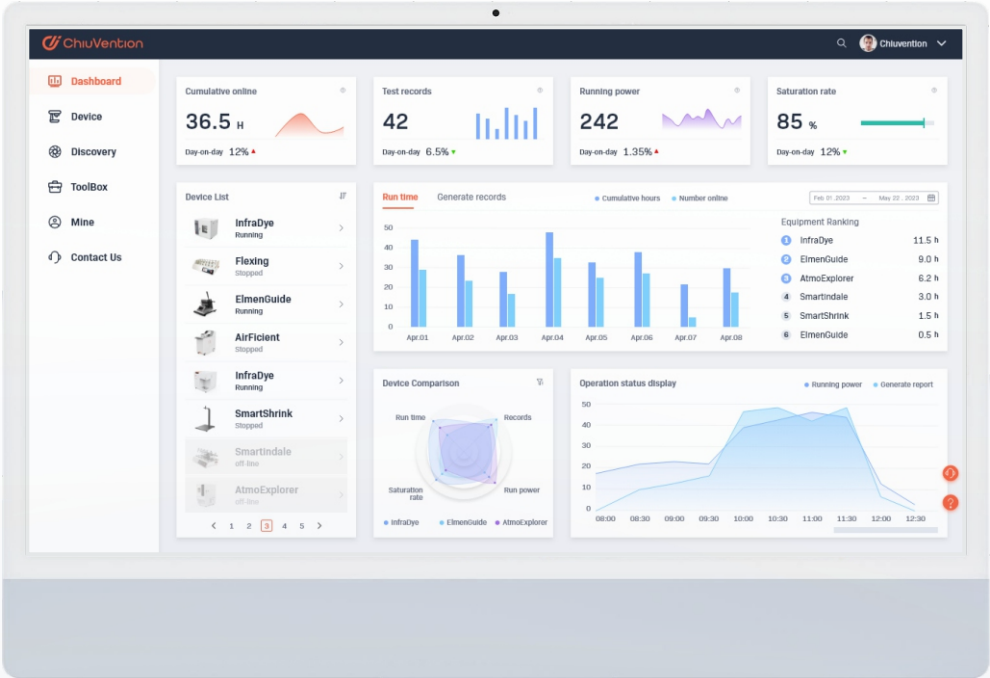 ChiuVention
Chiuvention
Dashboard
Device
Discovery
ToolBox
Mine
Contact Us
Cumulative online
36.5 H
Day-on-day 12%
Test records
42
Day-on-day 6.5%
Running power
242
Day-on-day 1.35%
Saturation rate
85 %
Day-on-day 12%
Device List
InfraDye
Running
Flexing
Stopped
ElmenGuide
Running
AirFicient
Stopped
InfraDye
Running
SmartShrink
Stopped
Smartindale
off-line
AtmoExplorer
off-line
1 2 3 4 5
Run time Generate records
Cumulative hours Number online
Feb 01 ,2023 – May 22 , 2023
50
40
30
20
10
0
Apr.01 Apr.02 Apr.03 Apr.04 Apr.05 Apr.06 Apr.07 Apr.08
Equipment Ranking
1 InfraDye 11.5 h
2 ElmenGuide 9.0 h
3 AtmoExplorer 6.2 h
4 Smartindale 3.0 h
5 SmartShrink 1.5 h
6 ElmenGuide 0.5 h
Device Comparison
Run time
Records
Saturation
rate
Run power
InfraDye ElmenGuide AtmoExplorer
Operation status display
Running power Generate report
50
40
30
20
10
0
08:00 08:30 09:00 09:30 10:00 10:30 11:00 11:30 12:00 12:30
?